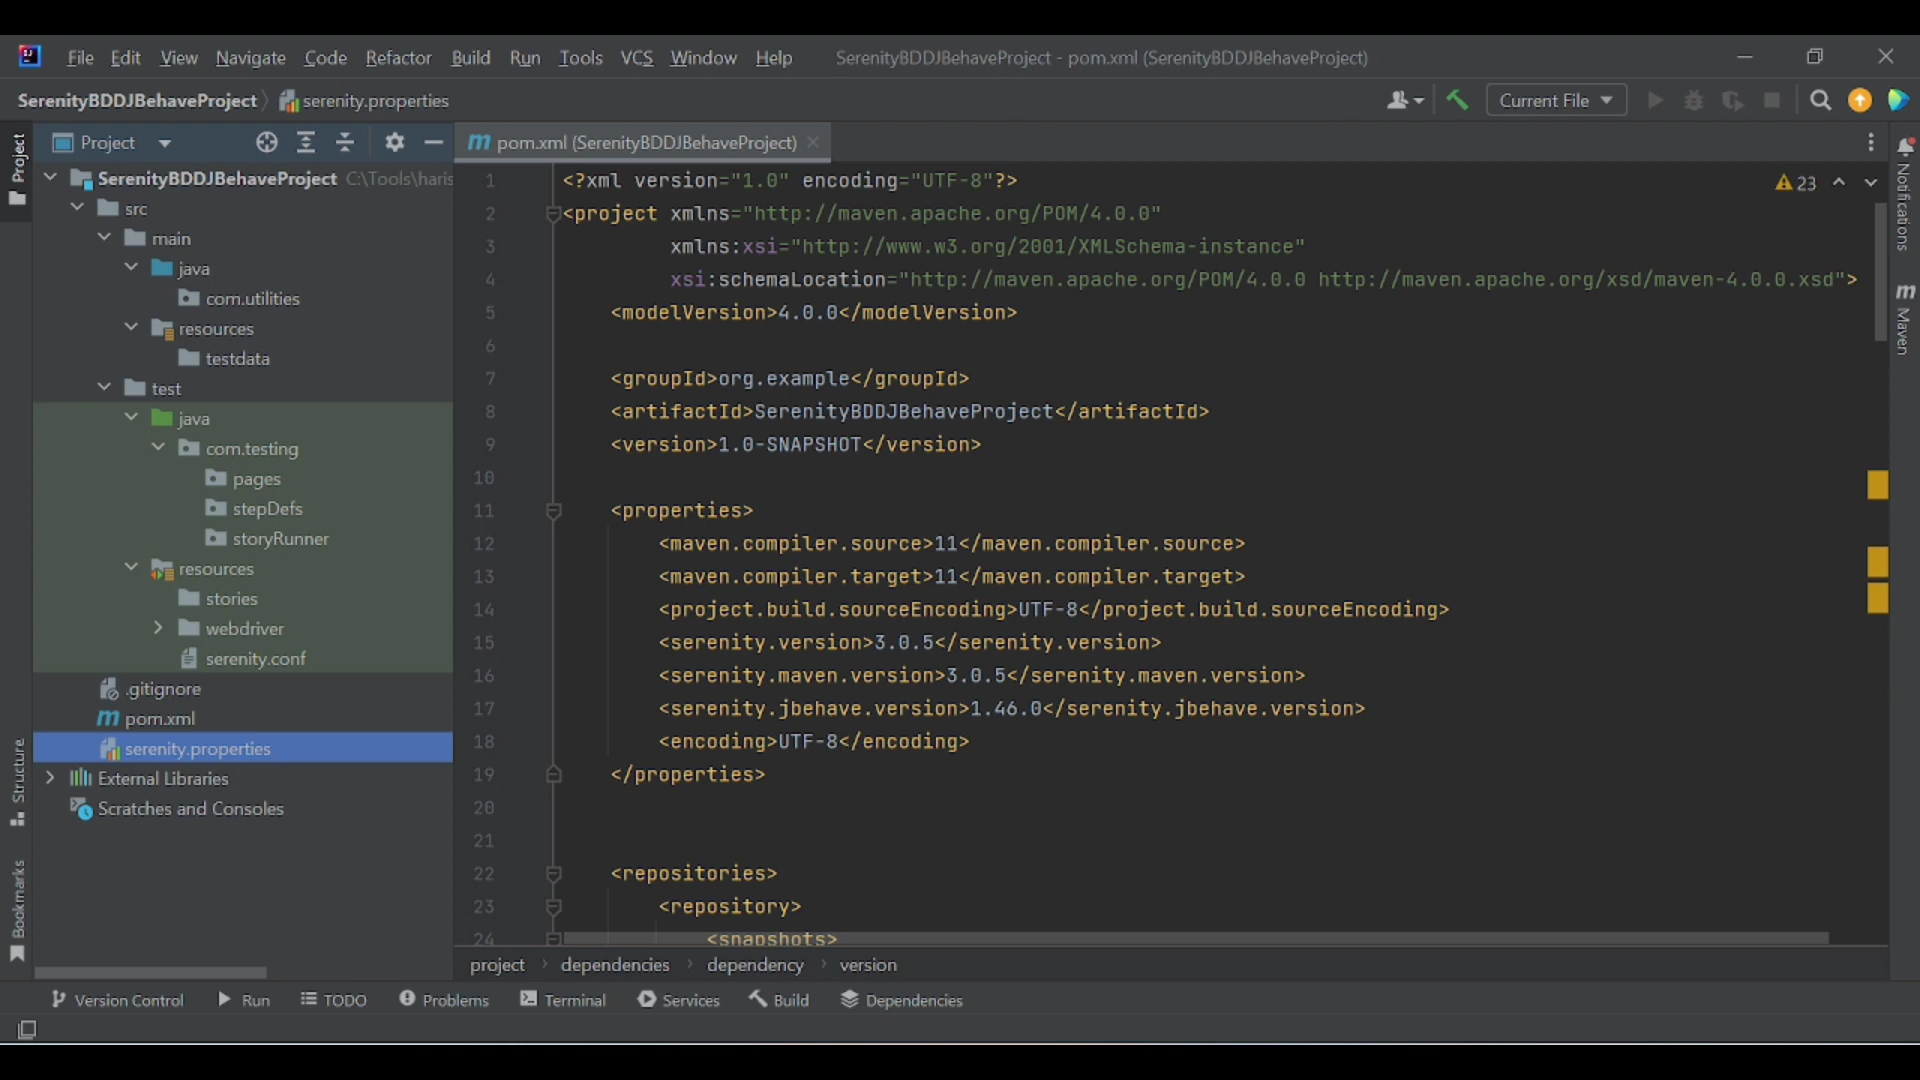 File Edit View Navigate Code Refactor Build Run Tools VCS Window Help SerenityBDDJBehaveProject - pom.xml (SerenityBDDJBehaveProject)
SerenityBDDJBehaveProject serenity.properties Current File
Project
Structure
Bookmarks
Project
SerenityBDDJBehaveProject C:\Tools\haris
src
main
java
com.utilities
resources
testdata
test
java
com.testing
pages
stepDefs
storyRunner
resources
stories
webdriver
serenity.conf
.gitignore
pom.xml
serenity.properties
External Libraries
Scratches and Consoles
pom.xml (SerenityBDDJBehaveProject)
23
1 <?xml version="1.0" encoding="UTF-8"?>
2 <project xmlns="http://maven.apache.org/POM/4.0.0"
3 xmlns:xsi="http://www.w3.org/2001/XMLSchema-instance"
4 xsi:schemaLocation="http://maven.apache.org/POM/4.0.0 http://maven.apache.org/xsd/maven-4.0.0.xsd">
5 <modelVersion>4.0.0</modelVersion>
6
7 <groupId>org.example</groupId>
8 <artifactId>SerenityBDDJBehaveProject</artifactId>
9 <version>1.0-SNAPSHOT</version>
10
11 <properties>
12 <maven.compiler.source>11</maven.compiler.source>
13 <maven.compiler.target>11</maven.compiler.target>
14 <project.build.sourceEncoding>UTF-8</project.build.sourceEncoding>
15 <serenity.version>3.0.5</serenity.version>
16 <serenity.maven.version>3.0.5</serenity.maven.version>
17 <serenity.jbehave.version>1.46.0</serenity.jbehave.version>
18 <encoding>UTF-8</encoding>
19 </properties>
20
21
22 <repositories>
23 <repository>
24 <snapshots>
project dependencies dependency version
Notifications
m Maven
Version Control Run TODO Problems Terminal Services Build Dependencies